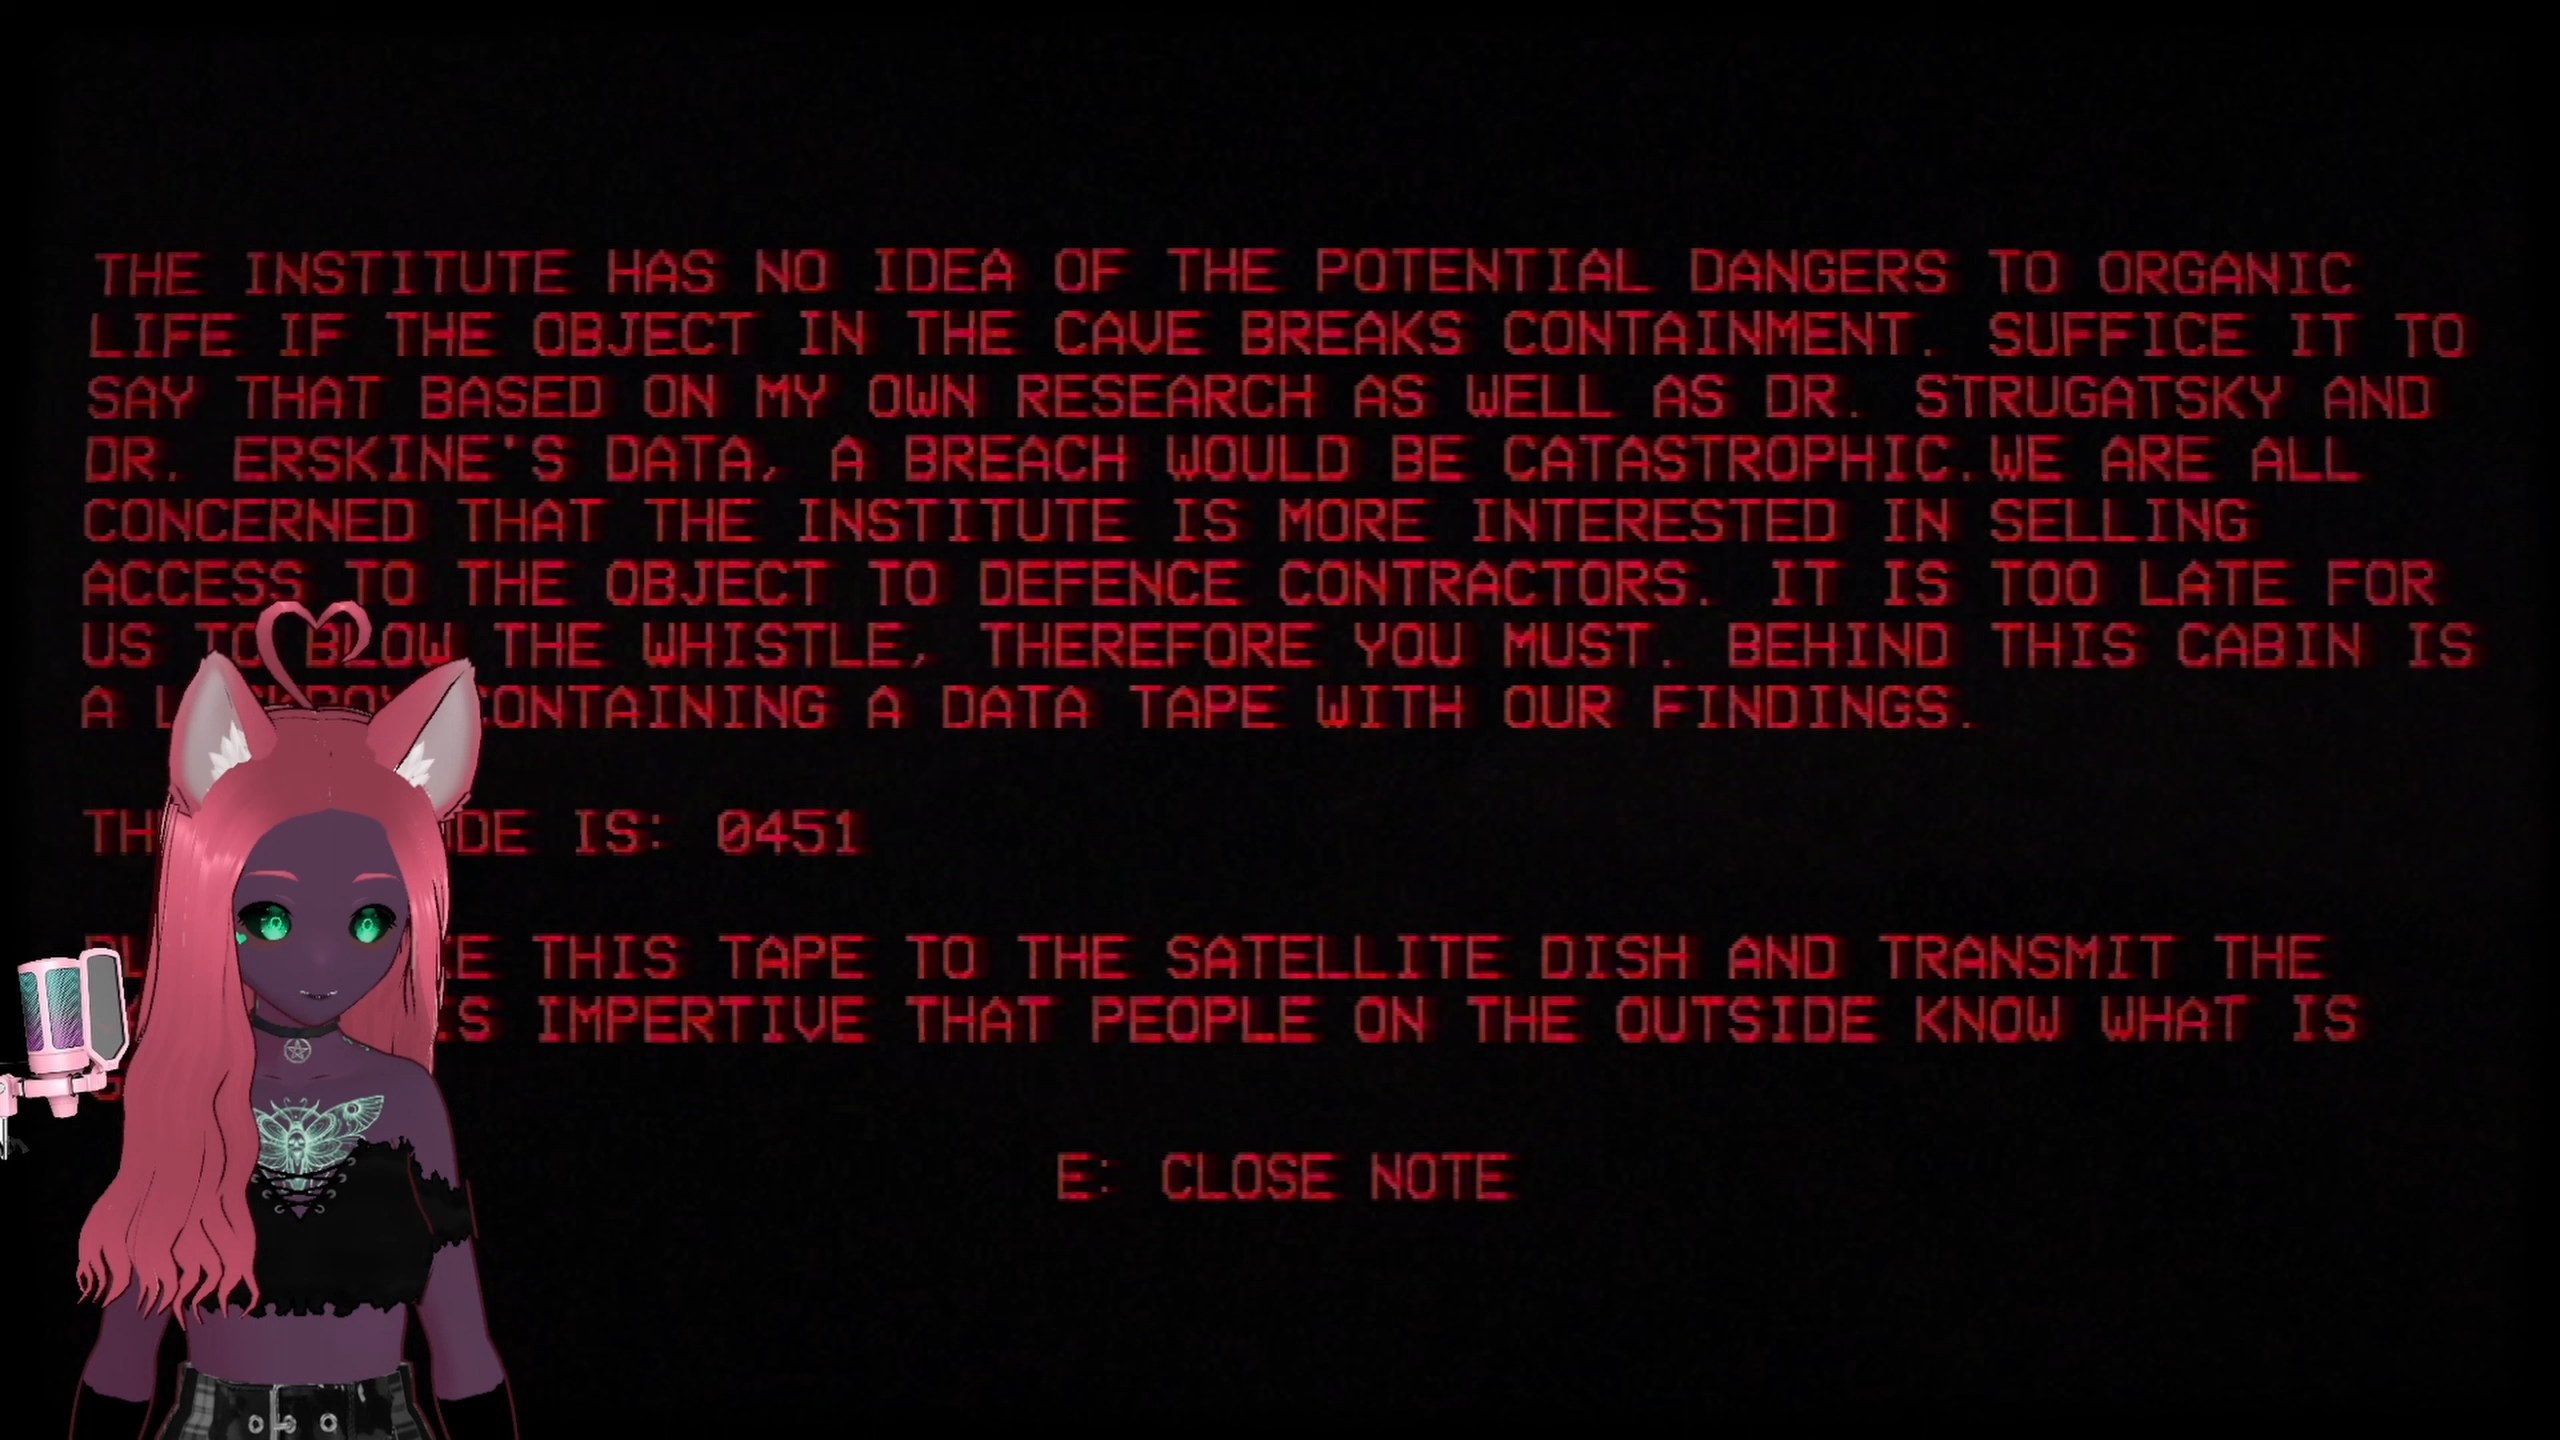 THE INSTITUTE HAS NO IDEA OF THE POTENTIAL DANGERS TO ORGANIC
LIFE IF THE OBJECT IN THE CAVE BREAKS CONTAINMENT. SUFFICE IT TO
SAY THAT BASED ON MY OWN RESEARCH AS WELL AS DR. STRUGATSKY AND
DR. ERSKINE'S DATA, A BREACH WOULD BE CATASTROPHIC.WE ARE ALL
CONCERNED THAT THE INSTITUTE IS MORE INTERESTED IN SELLING
ACCESS TO THE OBJECT TO DEFENCE CONTRACTORS. IT IS TOO LATE FOR
US TO BLOW THE WHISTLE, THEREFORE YOU MUST. BEHIND THIS CABIN IS
A CONTAINING A DATA TAPE WITH OUR FINDINGS.
IS: 0451
THIS TAPE TO THE SATELLITE DISH AND TRANSMIT THE
IMPERTIVE THAT PEOPLE ON THE OUTSIDE KNOW WHAT IS
E: CLOSE NOTE